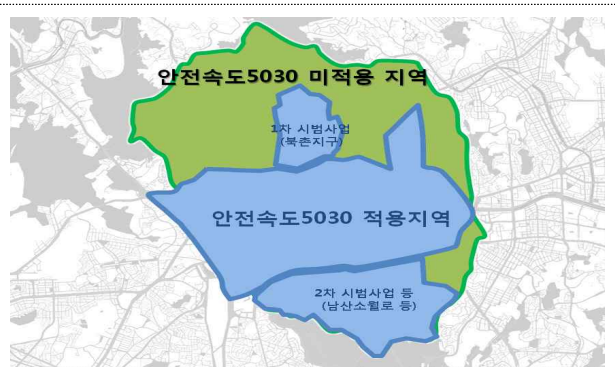 안전속도5030 미적용 지역
1차 시범사업
(북촌지구)
안전속도5030 적용지역
2차 시범사업 등
(남산소월로 등)